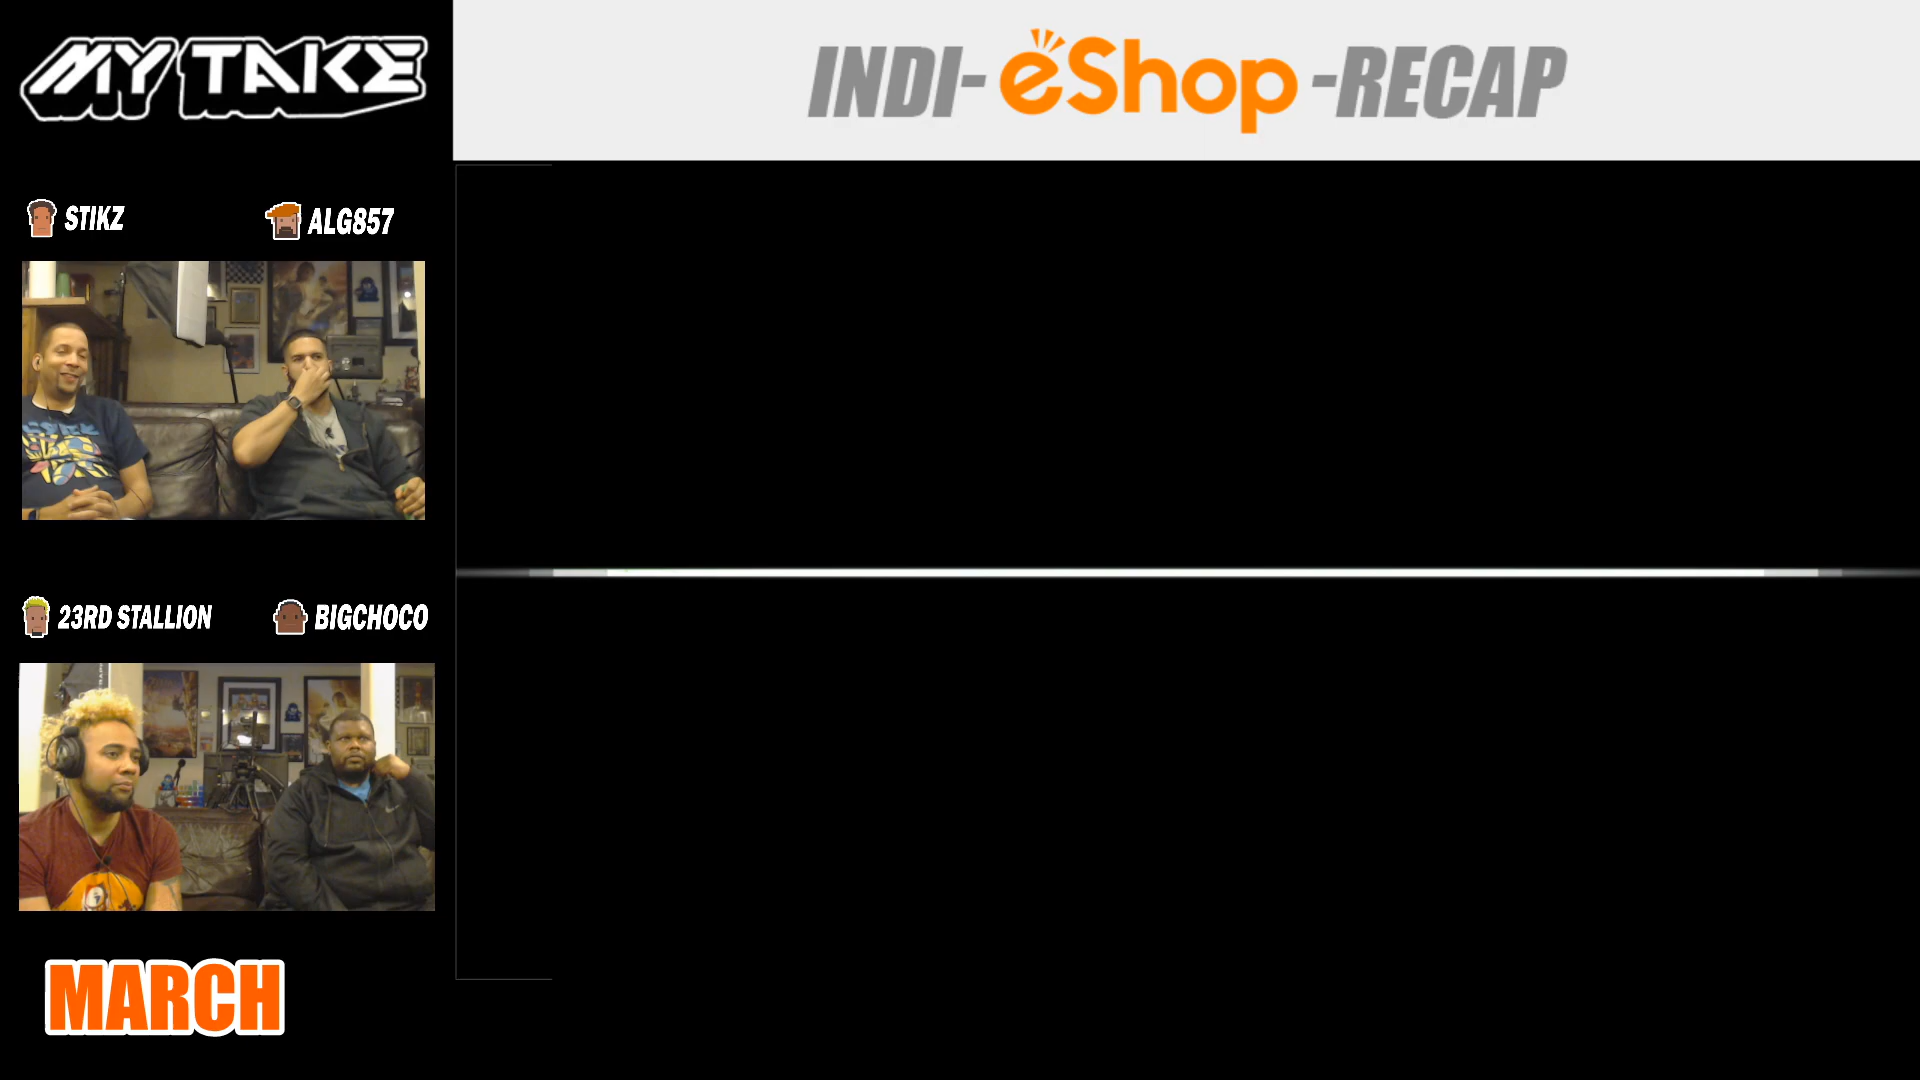 MY TAKE
INDI-eShop-RECAP
STIKZ
ALG857
23RD STALLION
BIGCHOCO
MARCH